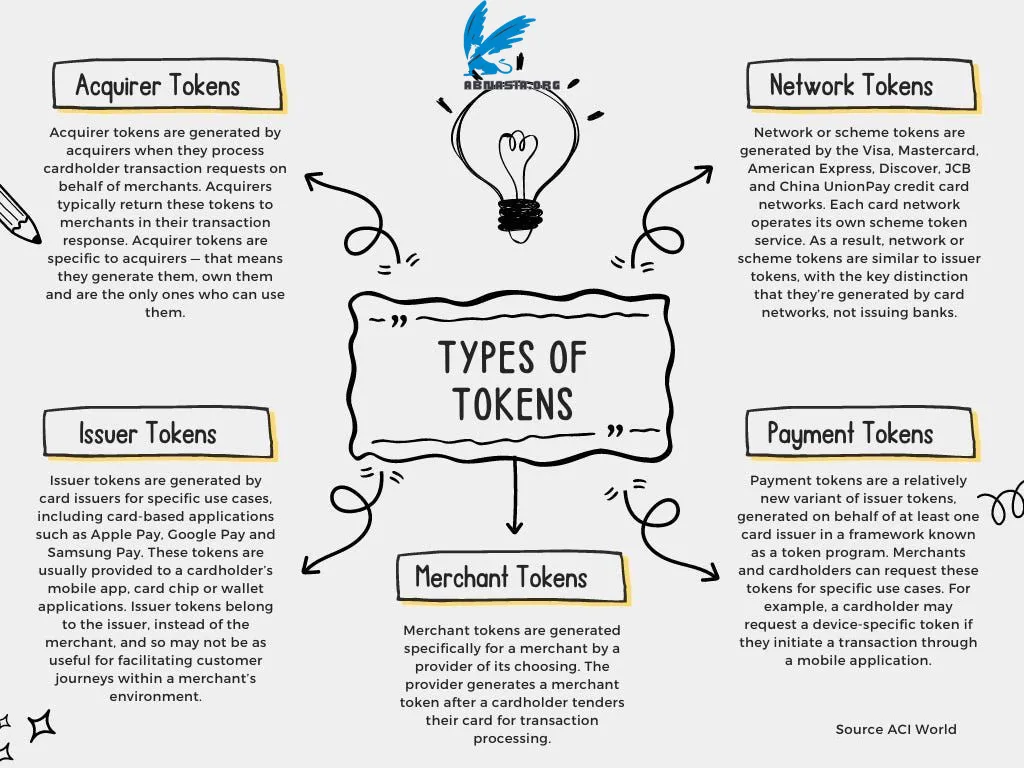 ABNASIA.ORG
Acquirer Tokens
Acquirer tokens are generated by
acquirers when they process
cardholder transaction requests on
behalf of merchants. Acquirers
typically return these tokens to
merchants in their transaction
response. Acquirer tokens are
specific to acquirers — that means
they generate them, own them
and are the only ones who can use
them.
Network Tokens
Network or scheme tokens are
generated by the Visa, Mastercard,
American Express, Discover, JCB
and China UnionPay credit card
networks. Each card network
operates its own scheme token
service. As a result, network or
scheme tokens are similar to issuer
tokens, with the key distinction
that they’re generated by card
networks, not issuing banks.
TYPES OF
TOKENS
Issuer Tokens
Issuer tokens are generated by
card issuers for specific use cases,
including card-based applications
such as Apple Pay, Google Pay and
Samsung Pay. These tokens are
usually provided to a cardholder’s
mobile app, card chip or wallet
applications. Issuer tokens belong
to the issuer, instead of the
merchant, and so may not be as
useful for facilitating customer
journeys within a merchant’s
environment.
Merchant Tokens
Merchant tokens are generated
specifically for a merchant by a
provider of its choosing. The
provider generates a merchant
token after a cardholder tenders
their card for transaction
processing.
Payment Tokens
Payment tokens are a relatively
new variant of issuer tokens,
generated on behalf of at least one
card issuer in a framework known
as a token program. Merchants
and cardholders can request these
tokens for specific use cases. For
example, a cardholder may
request a device-specific token if
they initiate a transaction through
a mobile application.
Source ACI World